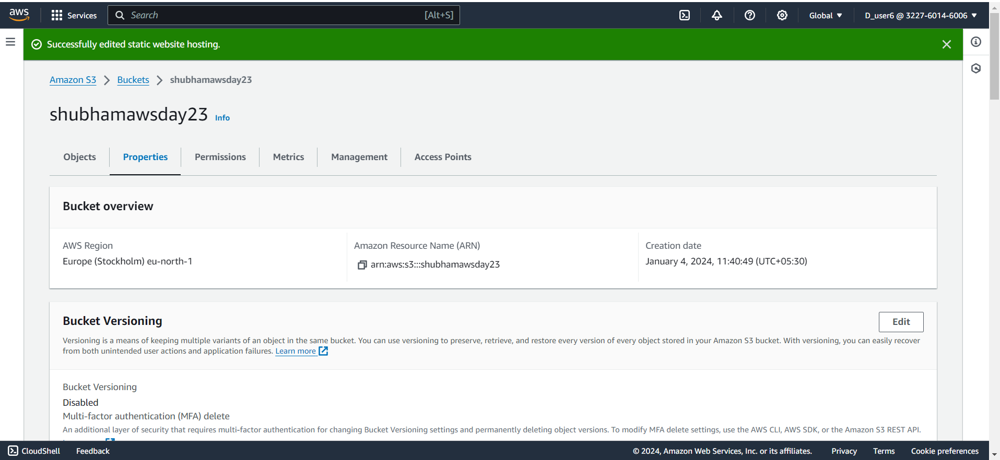 aws
Services
Search [Alt+S]
Global
D_user6 @ 3227-6014-6006
Successfully edited static website hosting.
Amazon S3 > Buckets > shubhamawsday23
shubhamawsday23 Info
Objects Properties Permissions Metrics Management Access Points
Bucket overview
AWS Region
Europe (Stockholm) eu-north-1
Amazon Resource Name (ARN)
arn:aws:s3:::shubhamawsday23
Creation date
January 4, 2024, 11:40:49 (UTC+05:30)
Bucket Versioning
Edit
Versioning is a means of keeping multiple variants of an object in the same bucket. You can use versioning to preserve, retrieve, and restore every version of every object stored in your Amazon S3 bucket. With versioning, you can easily recover
from both unintended user actions and application failures. Learn more
Bucket Versioning
Disabled
Multi-factor authentication (MFA) delete
An additional layer of security that requires multi-factor authentication for changing Bucket Versioning settings and permanently deleting object versions. To modify MFA delete settings, use the AWS CLI, AWS SDK, or the Amazon S3 REST API.
CloudShell Feedback © 2024, Amazon Web Services, Inc. or its affiliates. Privacy Terms Cookie preferences